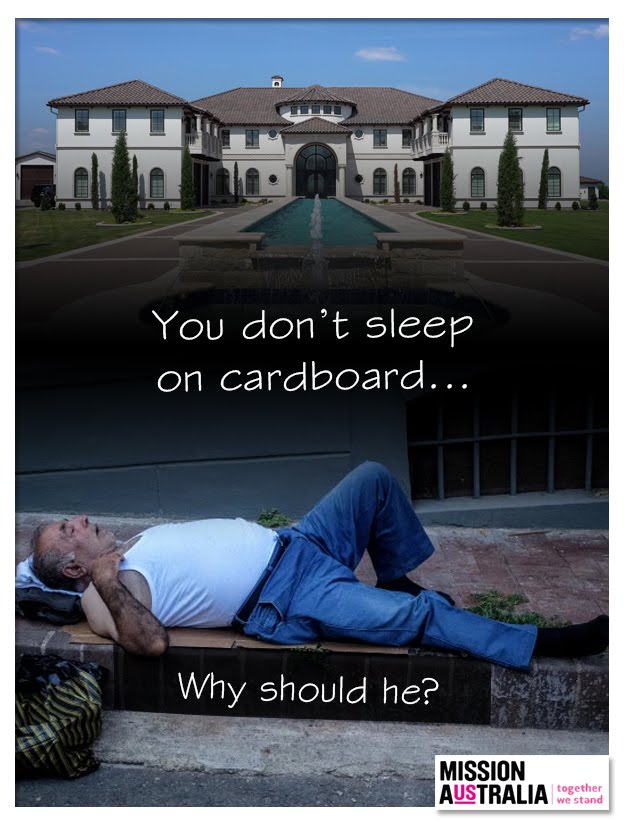 You don't sleep
on cardboard...
Why should he?
MISSION
AUSTRALIA
together
we stand